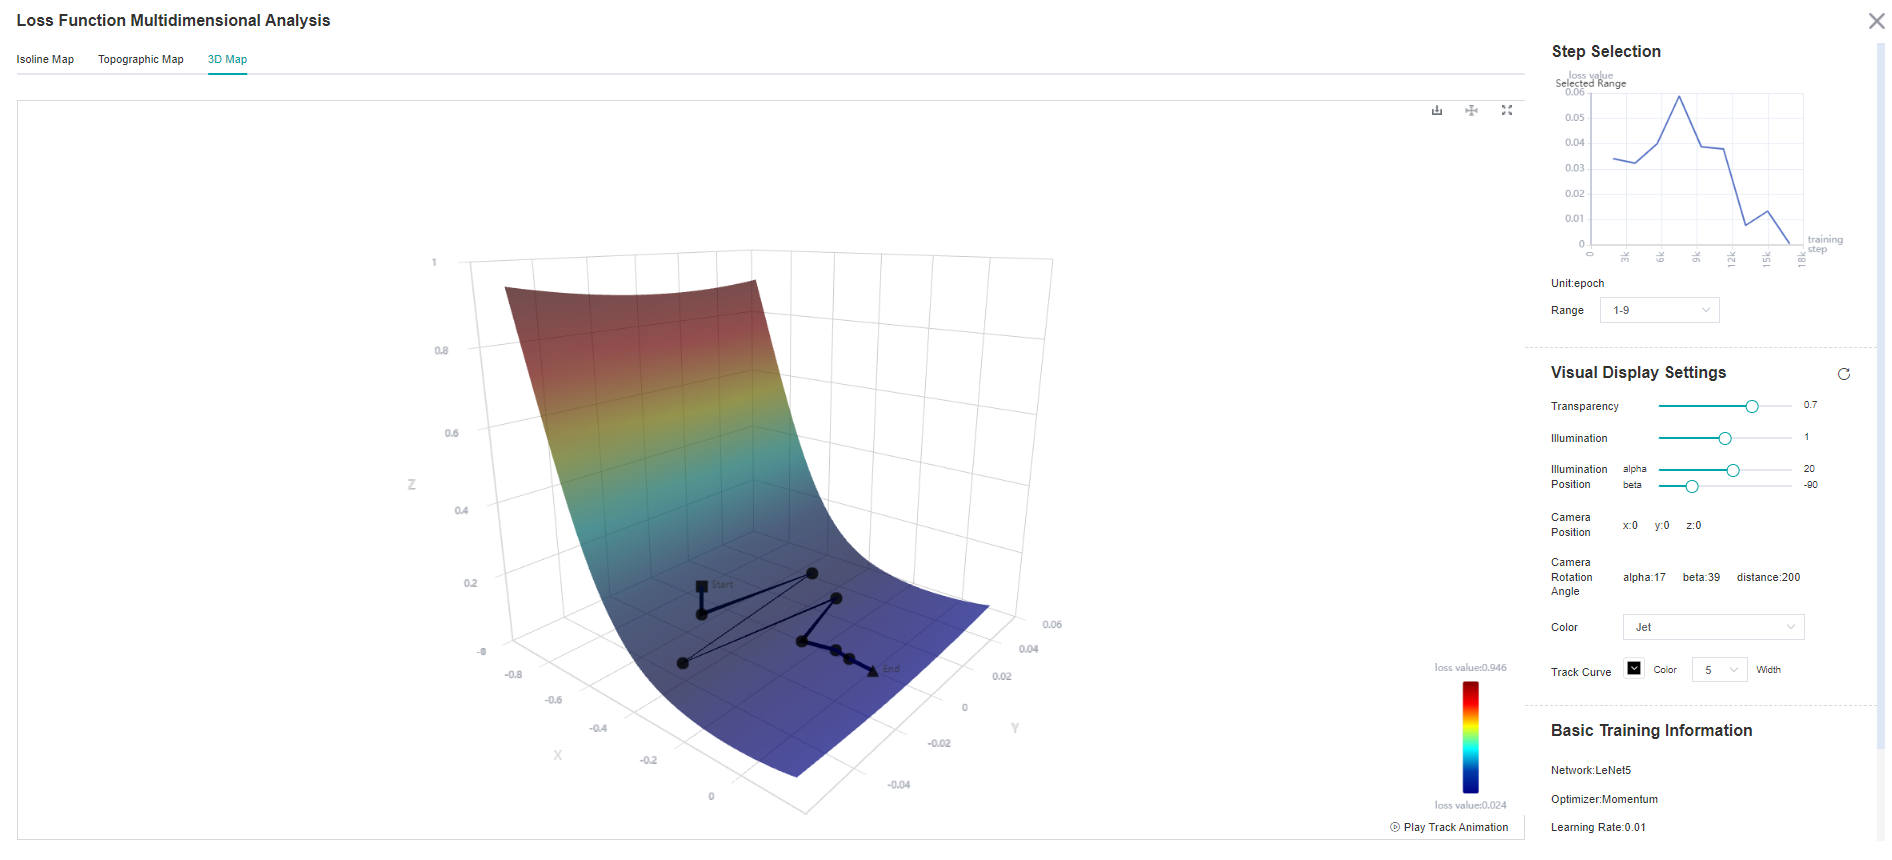 Loss Function Multidimensional Analysis
Isoline Map Topographic Map 3D Map
1
0.8
0.6
Z
0.4
0.2
-0.8
-0.6
-0.4
-0.2
0
X
0.06
0.04
0.02
0
-0.02
-0.04
Y
Start
End
loss value:0.946
loss value:0.024
Play Track Animation
Step Selection
loss value
Selected Range
0.06
0.05
0.04
0.03
0.02
0.01
0
0 3k 6k 9k 12k 15k 18k
training
step
Unit:epoch
Range 1-9
Visual Display Settings
Transparency 0.7
Illumination 1
Illumination alpha 20
Position beta -90
Camera
Position x:0 y:0 z:0
Camera
Rotation alpha:17 beta:39 distance:200
Angle
Color Jet
Track Curve Color 5 Width
Basic Training Information
Network:LeNet5
Optimizer:Momentum
Learning Rate:0.01